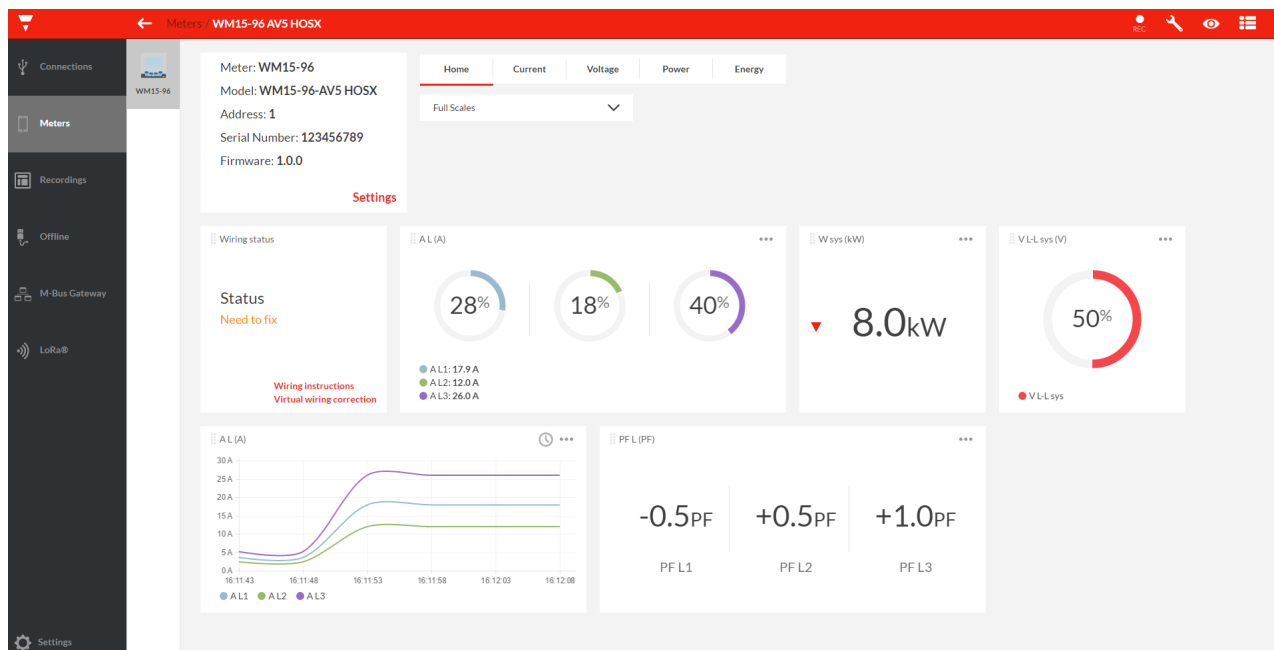 Meters / WM15-96 AV5 HOSX
REC
Connections
Meters
Recordings
Offline
M-Bus Gateway
LoRa®
Settings
WM15-96
Meter: WM15-96
Model: WM15-96-AV5 HOSX
Address: 1
Serial Number: 123456789
Firmware: 1.0.0
Settings
Home Current Voltage Power Energy
Full Scales
Wiring status
Status
Need to fix
Wiring instructions
Virtual wiring correction
A L (A)
28% 18% 40%
A L1: 17.9 A
A L2: 12.0 A
A L3: 26.0 A
W sys (kW)
8.0kW
V L-L sys (V)
50%
V L-L sys
A L (A)
30 A
25 A
20 A
15 A
10 A
5 A
0 A
16:11:43 16:11:48 16:11:53 16:11:58 16:12:03 16:12:08
A L1 A L2 A L3
PF L (PF)
-0.5PF +0.5PF +1.0PF
PF L1 PF L2 PF L3